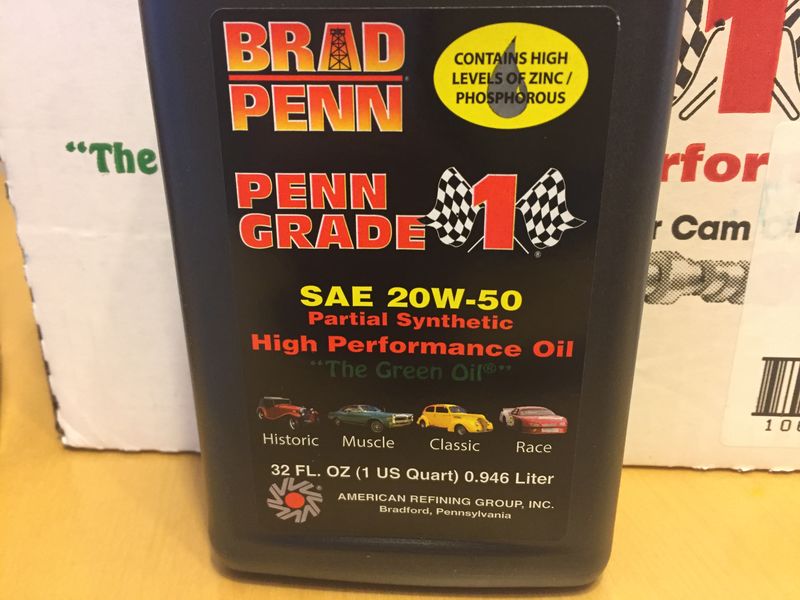 BRAD
PENN
CONTAINS HIGH
LEVELS OF ZINC /
PHOSPHOROUS
PENN
GRADE 1
®
SAE 20W-50
Partial Synthetic
High Performance Oil
"The Green Oil®"
Historic Muscle Classic Race
32 FL. OZ (1 US Quart) 0.946 Liter
AMERICAN REFINING GROUP, INC.
Bradford, Pennsylvania
"The
1
rfor
r Cam